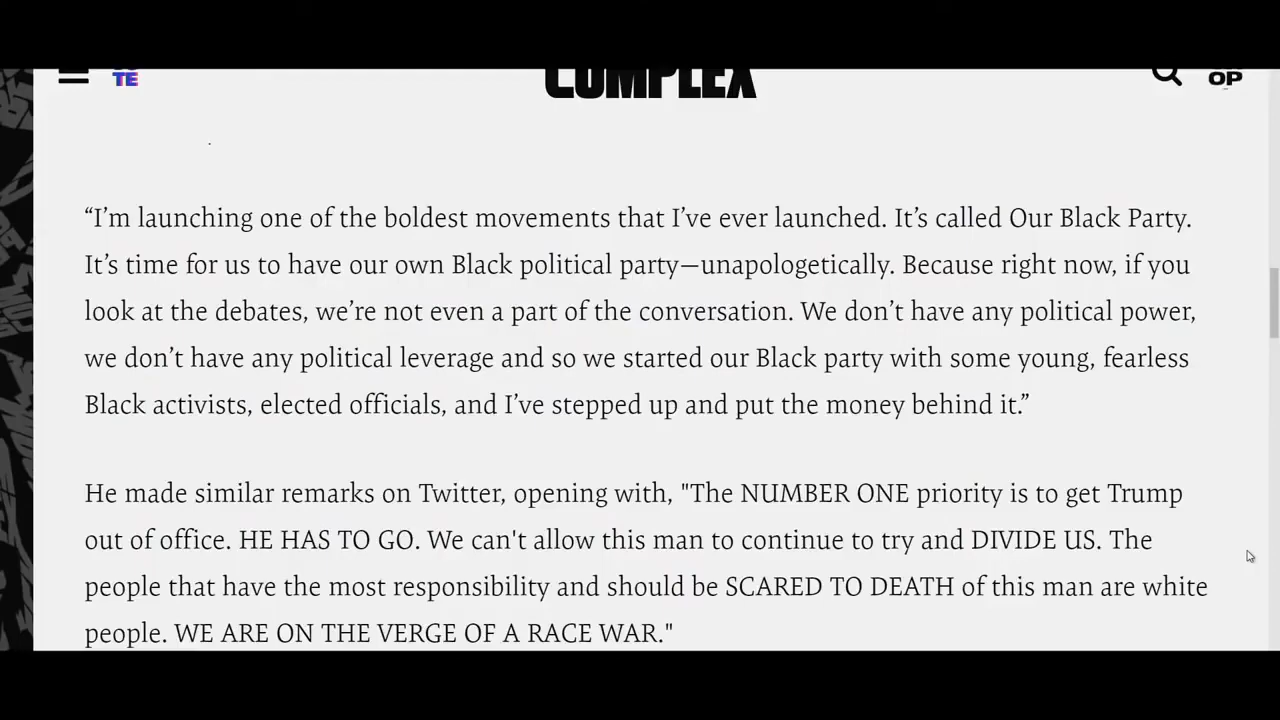 TE
COMPLEX
OP
“I’m launching one of the boldest movements that I’ve ever launched. It’s called Our Black Party.
It’s time for us to have our own Black political party—unapologetically. Because right now, if you
look at the debates, we’re not even a part of the conversation. We don’t have any political power,
we don’t have any political leverage and so we started our Black party with some young, fearless
Black activists, elected officials, and I’ve stepped up and put the money behind it.”
He made similar remarks on Twitter, opening with, "The NUMBER ONE priority is to get Trump
out of office. HE HAS TO GO. We can't allow this man to continue to try and DIVIDE US. The
people that have the most responsibility and should be SCARED TO DEATH of this man are white
people. WE ARE ON THE VERGE OF A RACE WAR."